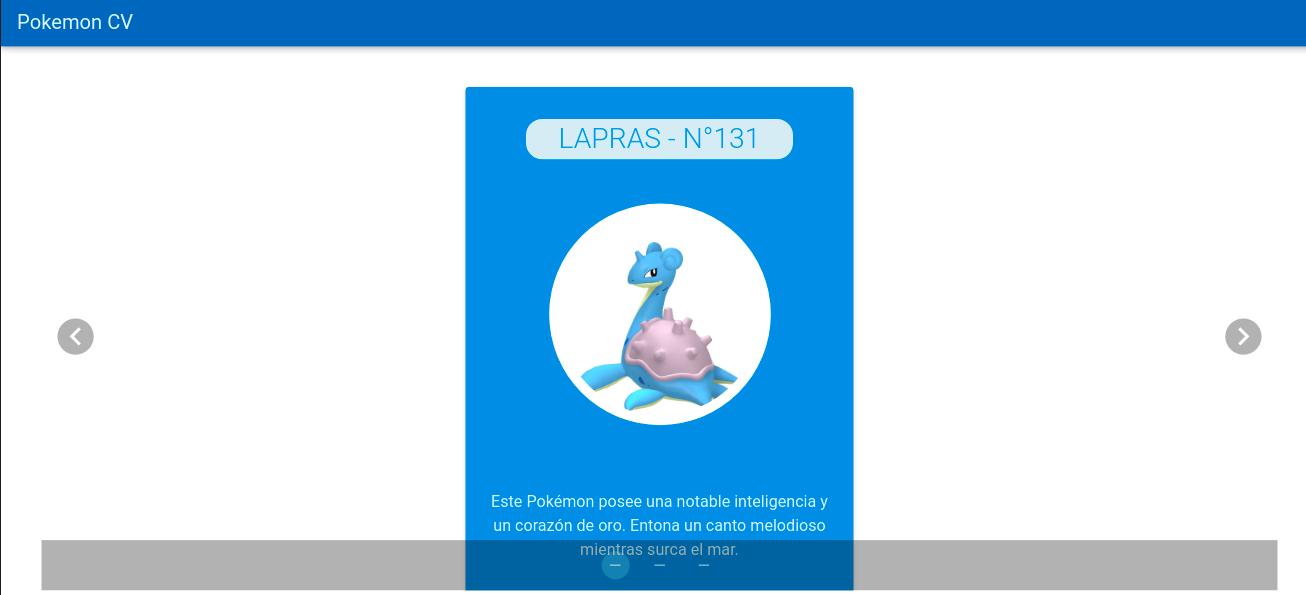 Pokemon CV
LAPRAS - N°131
Este Pokémon posee una notable inteligencia y
un corazón de oro. Entona un canto melodioso
mientras surca el mar.